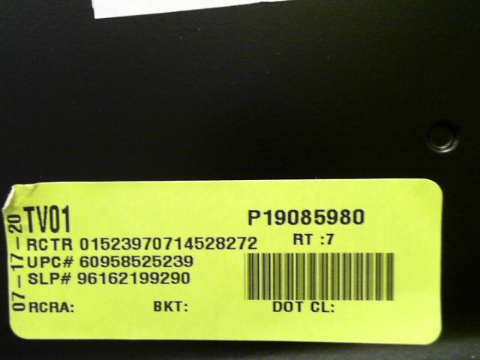 07-17-20
TV01 P19085980
RCTR 01523970714528272 RT :7
UPC# 60958525239
SLP# 96162199290
RCRA: BKT: DOT CL: